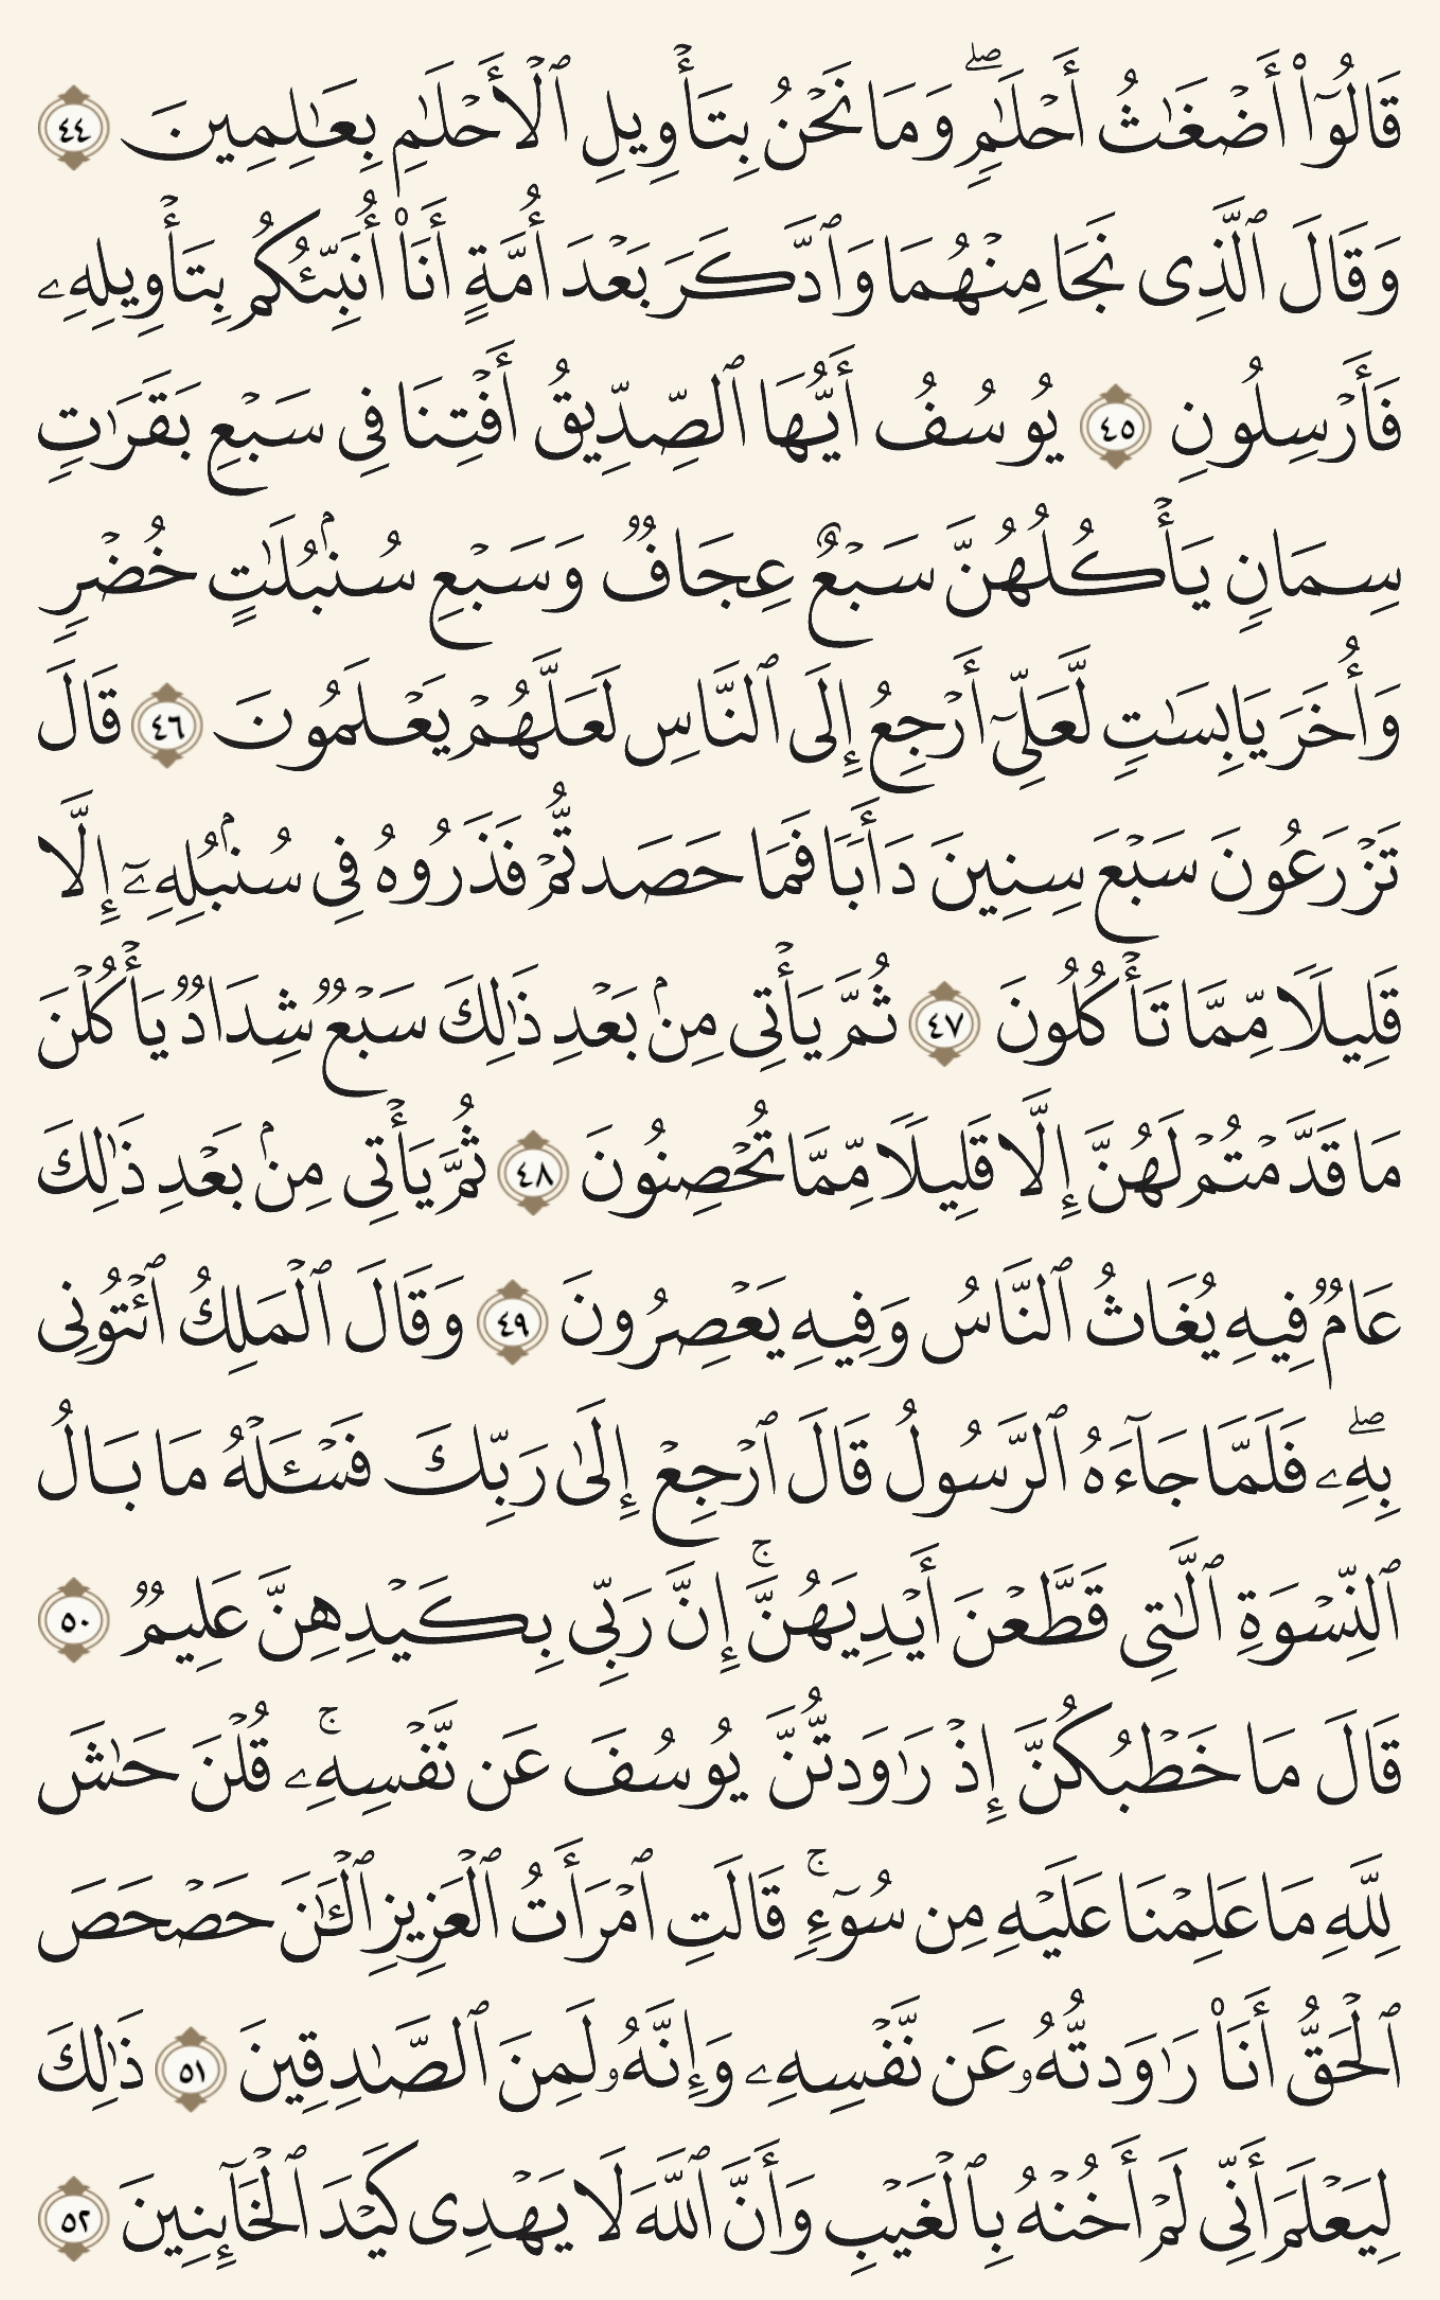 قَالُوٓا۟ أَضْغَـٰثُ أَحْلَـٰمٍۢ ۖ وَمَا نَحْنُ بِتَأْوِيلِ ٱلْأَحْلَـٰمِ بِعَـٰلِمِينَ ٤٤
وَقَالَ ٱلَّذِى نَجَا مِنْهُمَا وَٱدَّكَرَ بَعْدَ أُمَّةٍ أَنَا۠ أُنَبِّئُكُم بِتَأْوِيلِهِۦ
فَأَرْسِلُونِ ٤٥ يُوسُفُ أَيُّهَا ٱلصِّدِّيقُ أَفْتِنَا فِى سَبْعِ بَقَرَٰتٍۢ
سِمَانٍۢ يَأْكُلُهُنَّ سَبْعٌ عِجَافٌۭ وَسَبْعِ سُنۢبُلَـٰتٍ خُضْرٍۢ
وَأُخَرَ يَابِسَـٰتٍۢ لَّعَلِّىٓ أَرْجِعُ إِلَى ٱلنَّاسِ لَعَلَّهُمْ يَعْلَمُونَ ٤٦ قَالَ
تَزْرَعُونَ سَبْعَ سِنِينَ دَأَبًۭا فَمَا حَصَدتُّمْ فَذَرُوهُ فِى سُنۢبُلِهِۦٓ إِلَّا
قَلِيلًۭا مِّمَّا تَأْكُلُونَ ٤٧ ثُمَّ يَأْتِى مِنۢ بَعْدِ ذَٰلِكَ سَبْعٌۭ شِدَادٌۭ يَأْكُلْنَ
مَا قَدَّمْتُمْ لَهُنَّ إِلَّا قَلِيلًۭا مِّمَّا تُحْصِنُونَ ٤٨ ثُمَّ يَأْتِى مِنۢ بَعْدِ ذَٰلِكَ
عَامٌۭ فِيهِ يُغَاثُ ٱلنَّاسُ وَفِيهِ يَعْصِرُونَ ٤٩ وَقَالَ ٱلْمَلِكُ ٱئْتُونِى
بِهِۦ ۖ فَلَمَّا جَآءَهُ ٱلرَّسُولُ قَالَ ٱرْجِعْ إِلَىٰ رَبِّكَ فَسْـَٔلْهُ مَا بَالُ
ٱلنِّسْوَةِ ٱلَّـٰتِى قَطَّعْنَ أَيْدِيَهُنَّ ۚ إِنَّ رَبِّى بِكَيْدِهِنَّ عَلِيمٌۭ ٥٠
قَالَ مَا خَطْبُكُنَّ إِذْ رَٰوَدتُّنَّ يُوسُفَ عَن نَّفْسِهِۦ ۚ قُلْنَ حَـٰشَ
لِلَّهِ مَا عَلِمْنَا عَلَيْهِ مِن سُوٓءٍۢ ۚ قَالَتِ ٱمْرَأَتُ ٱلْعَزِيزِ ٱلْـَٔـٰنَ حَصْحَصَ
ٱلْحَقُّ أَنَا۠ رَٰوَدتُّهُۥ عَن نَّفْسِهِۦ وَإِنَّهُۥ لَمِنَ ٱلصَّـٰدِقِينَ ٥١ ذَٰلِكَ
لِيَعْلَمَ أَنِّى لَمْ أَخُنْهُ بِٱلْغَيْبِ وَأَنَّ ٱللَّهَ لَا يَهْدِى كَيْدَ ٱلْخَآئِنِينَ ٥٢